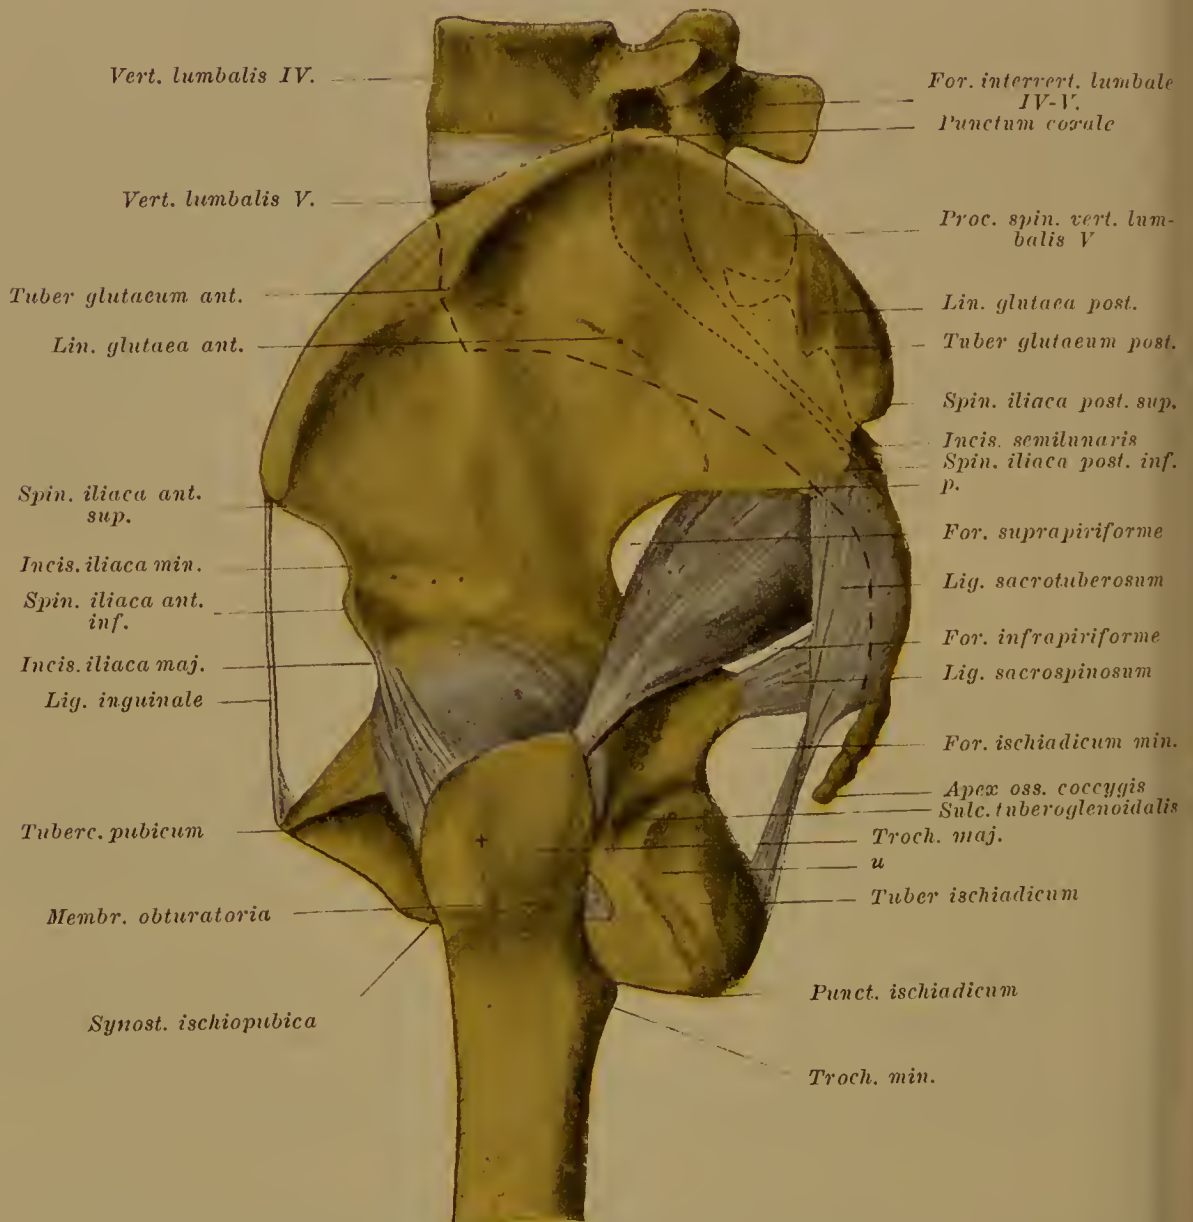 Vert. lumbalis IV.
Vert. lumbalis V.
Tuber glutaeum ant.
Lin. glutaea ant.
Spin. iliaca ant.
sup.
Incis. iliaca min.
Spin. iliaca ant.
inf.
Incis. iliaca maj.
Lig. inguinale
Tuberc. pubicum
Membr. obturatoria
Synost. ischiopubica
For. intervert. lumbale
IV-V.
Punctum coxale
Proc. spin. vert. lum-
balis V
Lin. glutaea post.
Tuber glutaeum post.
Spin. iliaca post. sup.
Incis. semilunaris
Spin. iliaca post. inf.
p.
For. suprapiriforme
Lig. sacrotuberosum
For. infrapiriforme
Lig. sacrospinosum
For. ischiadicum min.
Apex oss. coccygis
Sulc. tuberoglenoidalis
Troch. maj.
u
Tuber ischiadicum
Punct. ischiadicum
Troch. min.
+